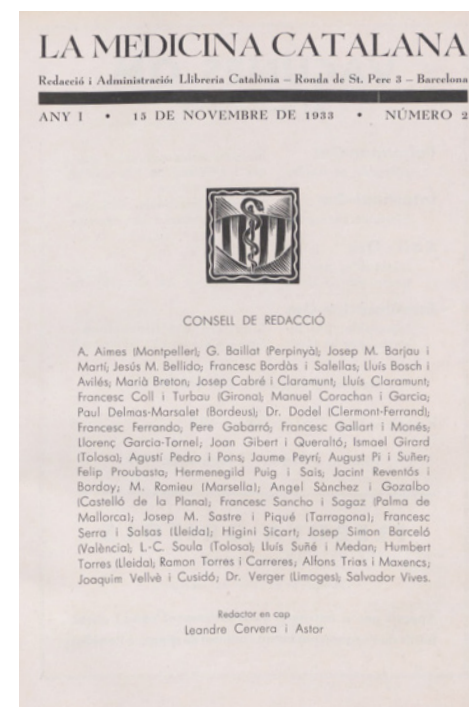 LA MEDICINA CATALANA
Redacció i Administració: Llibreria Catalònia – Ronda de St. Pere 3 – Barcelona
ANY I • 15 DE NOVEMBRE DE 1933 • NÚMERO 2
CONSELL DE REDACCIÓ
A. Aimes (Montpeller); G. Baillat (Perpinyà); Josep M. Barjau i
Martí; Jesús M. Bellido; Francesc Bordàs i Salellas; Lluís Bosch i
Avilés; Marià Breton; Josep Cabré i Claramunt; Lluís Claramunt;
Francesc Coll i Turbau (Girona); Manuel Corachan i Garcia;
Paul Delmas-Marsalet (Bordeus); Dr. Dodel (Clermont-Ferrand);
Francesc Ferrando; Pere Gabarró; Francesc Gallart i Monés;
Llorenç Garcia-Tornel; Joan Gibert i Queraltó; Ismael Girard
(Tolosa); Agustí Pedro i Pons; Jaume Peyrí; August Pi i Suñer;
Felip Proubasta; Hermenegild Puig i Sais; Jacint Reventós i
Bordoy; M. Romieu (Marsella); Angel Sànchez i Gozalbo
(Castelló de la Plana); Francesc Sancho i Sagaz (Palma de
Mallorca); Josep M. Sastre i Piqué (Tarragona); Francesc
Serra i Salsas (Lleida); Higini Sicart; Josep Simon Barceló
(València); L.-C. Soula (Tolosa); Lluís Suñé i Medan; Humbert
Torres (Lleida); Ramon Torres i Carreres; Alfons Trias i Maxencs;
Joaquim Vellvè i Cusidó; Dr. Verger (Limoges); Salvador Vives.
Redactor en cap
Leandre Cervera i Astor